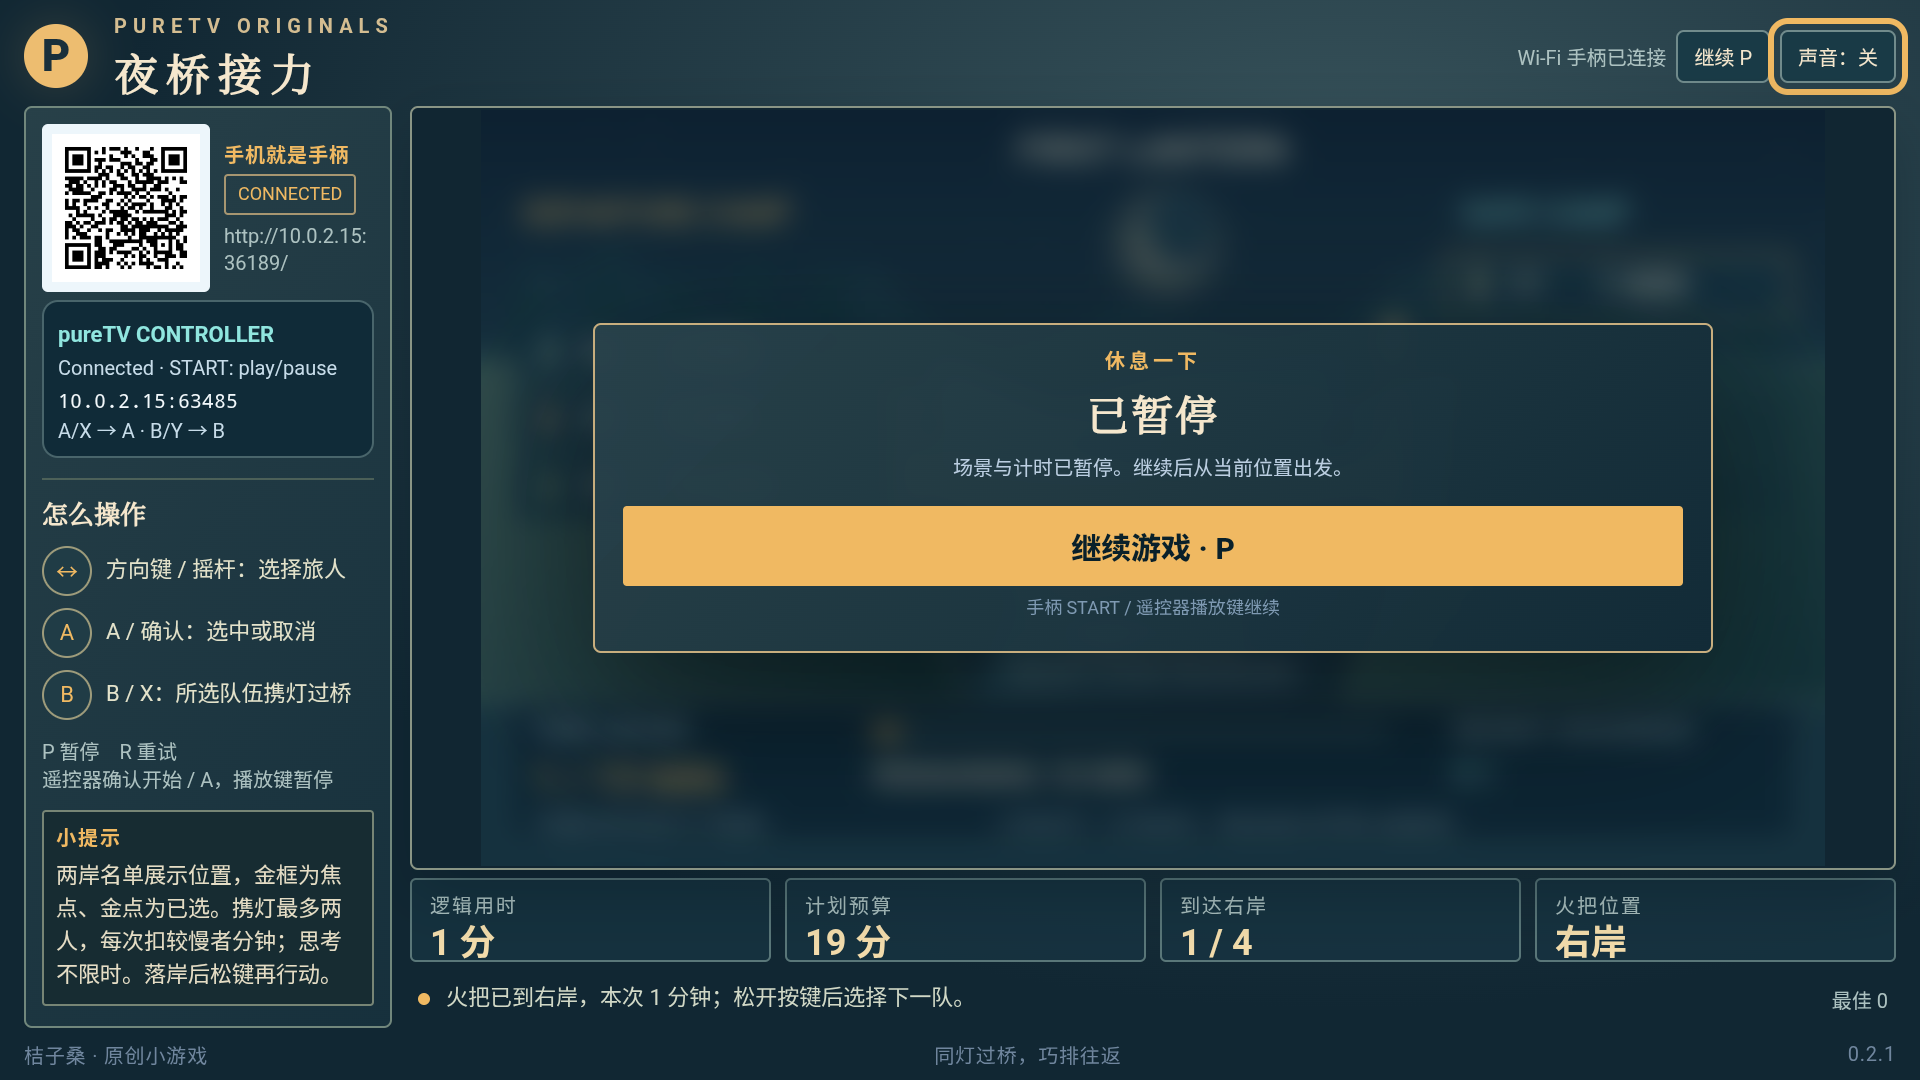 P
PURETV ORIGINALS
夜桥接力
Wi-Fi 手柄已连接
继续 P
声音：关
手机就是手柄
CONNECTED
http://10.0.2.15:
36189/
pureTV CONTROLLER
Connected · START: play/pause
10.0.2.15:63485
A/X → A · B/Y → B
怎么操作
↔ 方向键 / 摇杆：选择旅人
A A / 确认：选中或取消
B B / X：所选队伍携灯过桥
P 暂停 R 重试
遥控器确认开始 / A，播放键暂停
小提示
两岸名单展示位置，金框为焦
点、金点为已选。携灯最多两
人，每次扣较慢者分钟；思考
不限时。落岸后松键再行动。
休息一下
已暂停
场景与计时已暂停。继续后从当前位置出发。
继续游戏 · P
手柄 START / 遥控器播放键继续
逻辑用时
1 分
计划预算
19 分
到达右岸
1 / 4
火把位置
右岸
火把已到右岸，本次 1 分钟；松开按键后选择下一队。
最佳 0
桔子桑 · 原创小游戏
同灯过桥，巧排往返
0.2.1